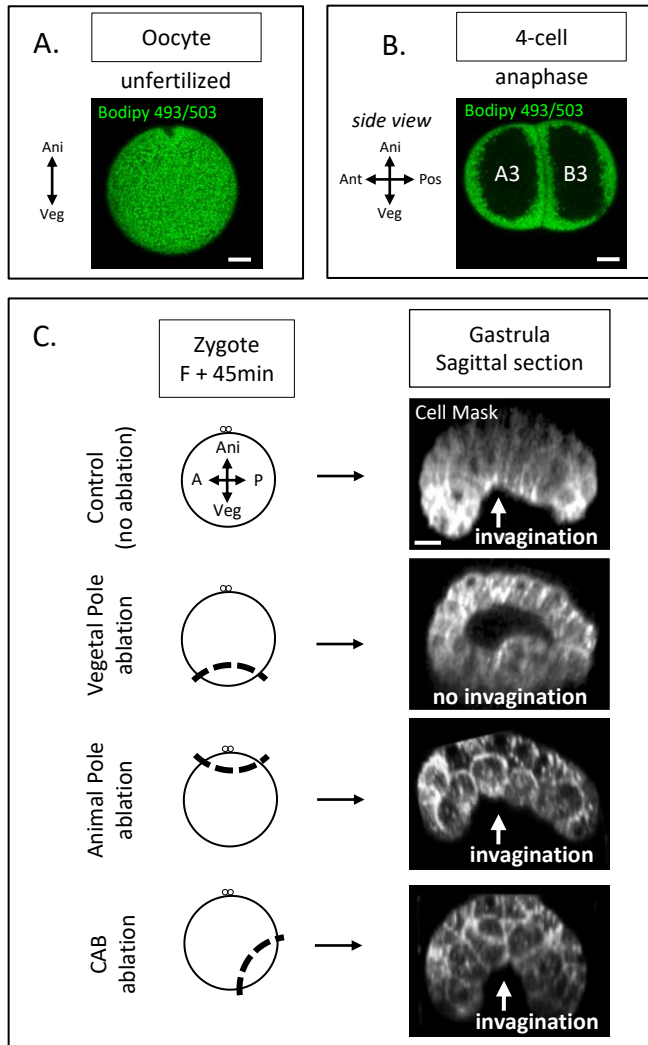 A.
Oocyte
unfertilized
Bodipy 493/503
Ani
Veg
B.
4-cell
anaphase
side view
Bodipy 493/503
Ani
Ant
Pos
Veg
A3
B3
C.
Zygote
F + 45min
Gastrula
Sagittal section
Control
(no ablation)
Ani
A
P
Veg
Cell Mask
invagination
Vegetal Pole
ablation
no invagination
Animal Pole
ablation
invagination
CAB
ablation
invagination